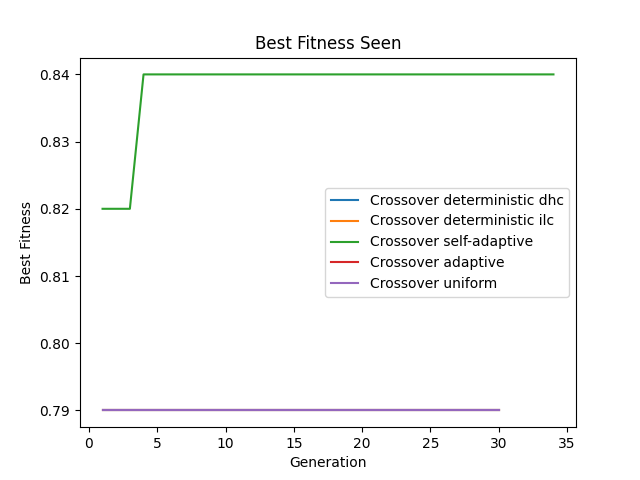 Best Fitness Seen
0.84
0.83
0.82
0.81
0.80
0.79
Best Fitness
Crossover deterministic dhc
Crossover deterministic ilc
Crossover self-adaptive
Crossover adaptive
Crossover uniform
0 5 10 15 20 25 30 35
Generation